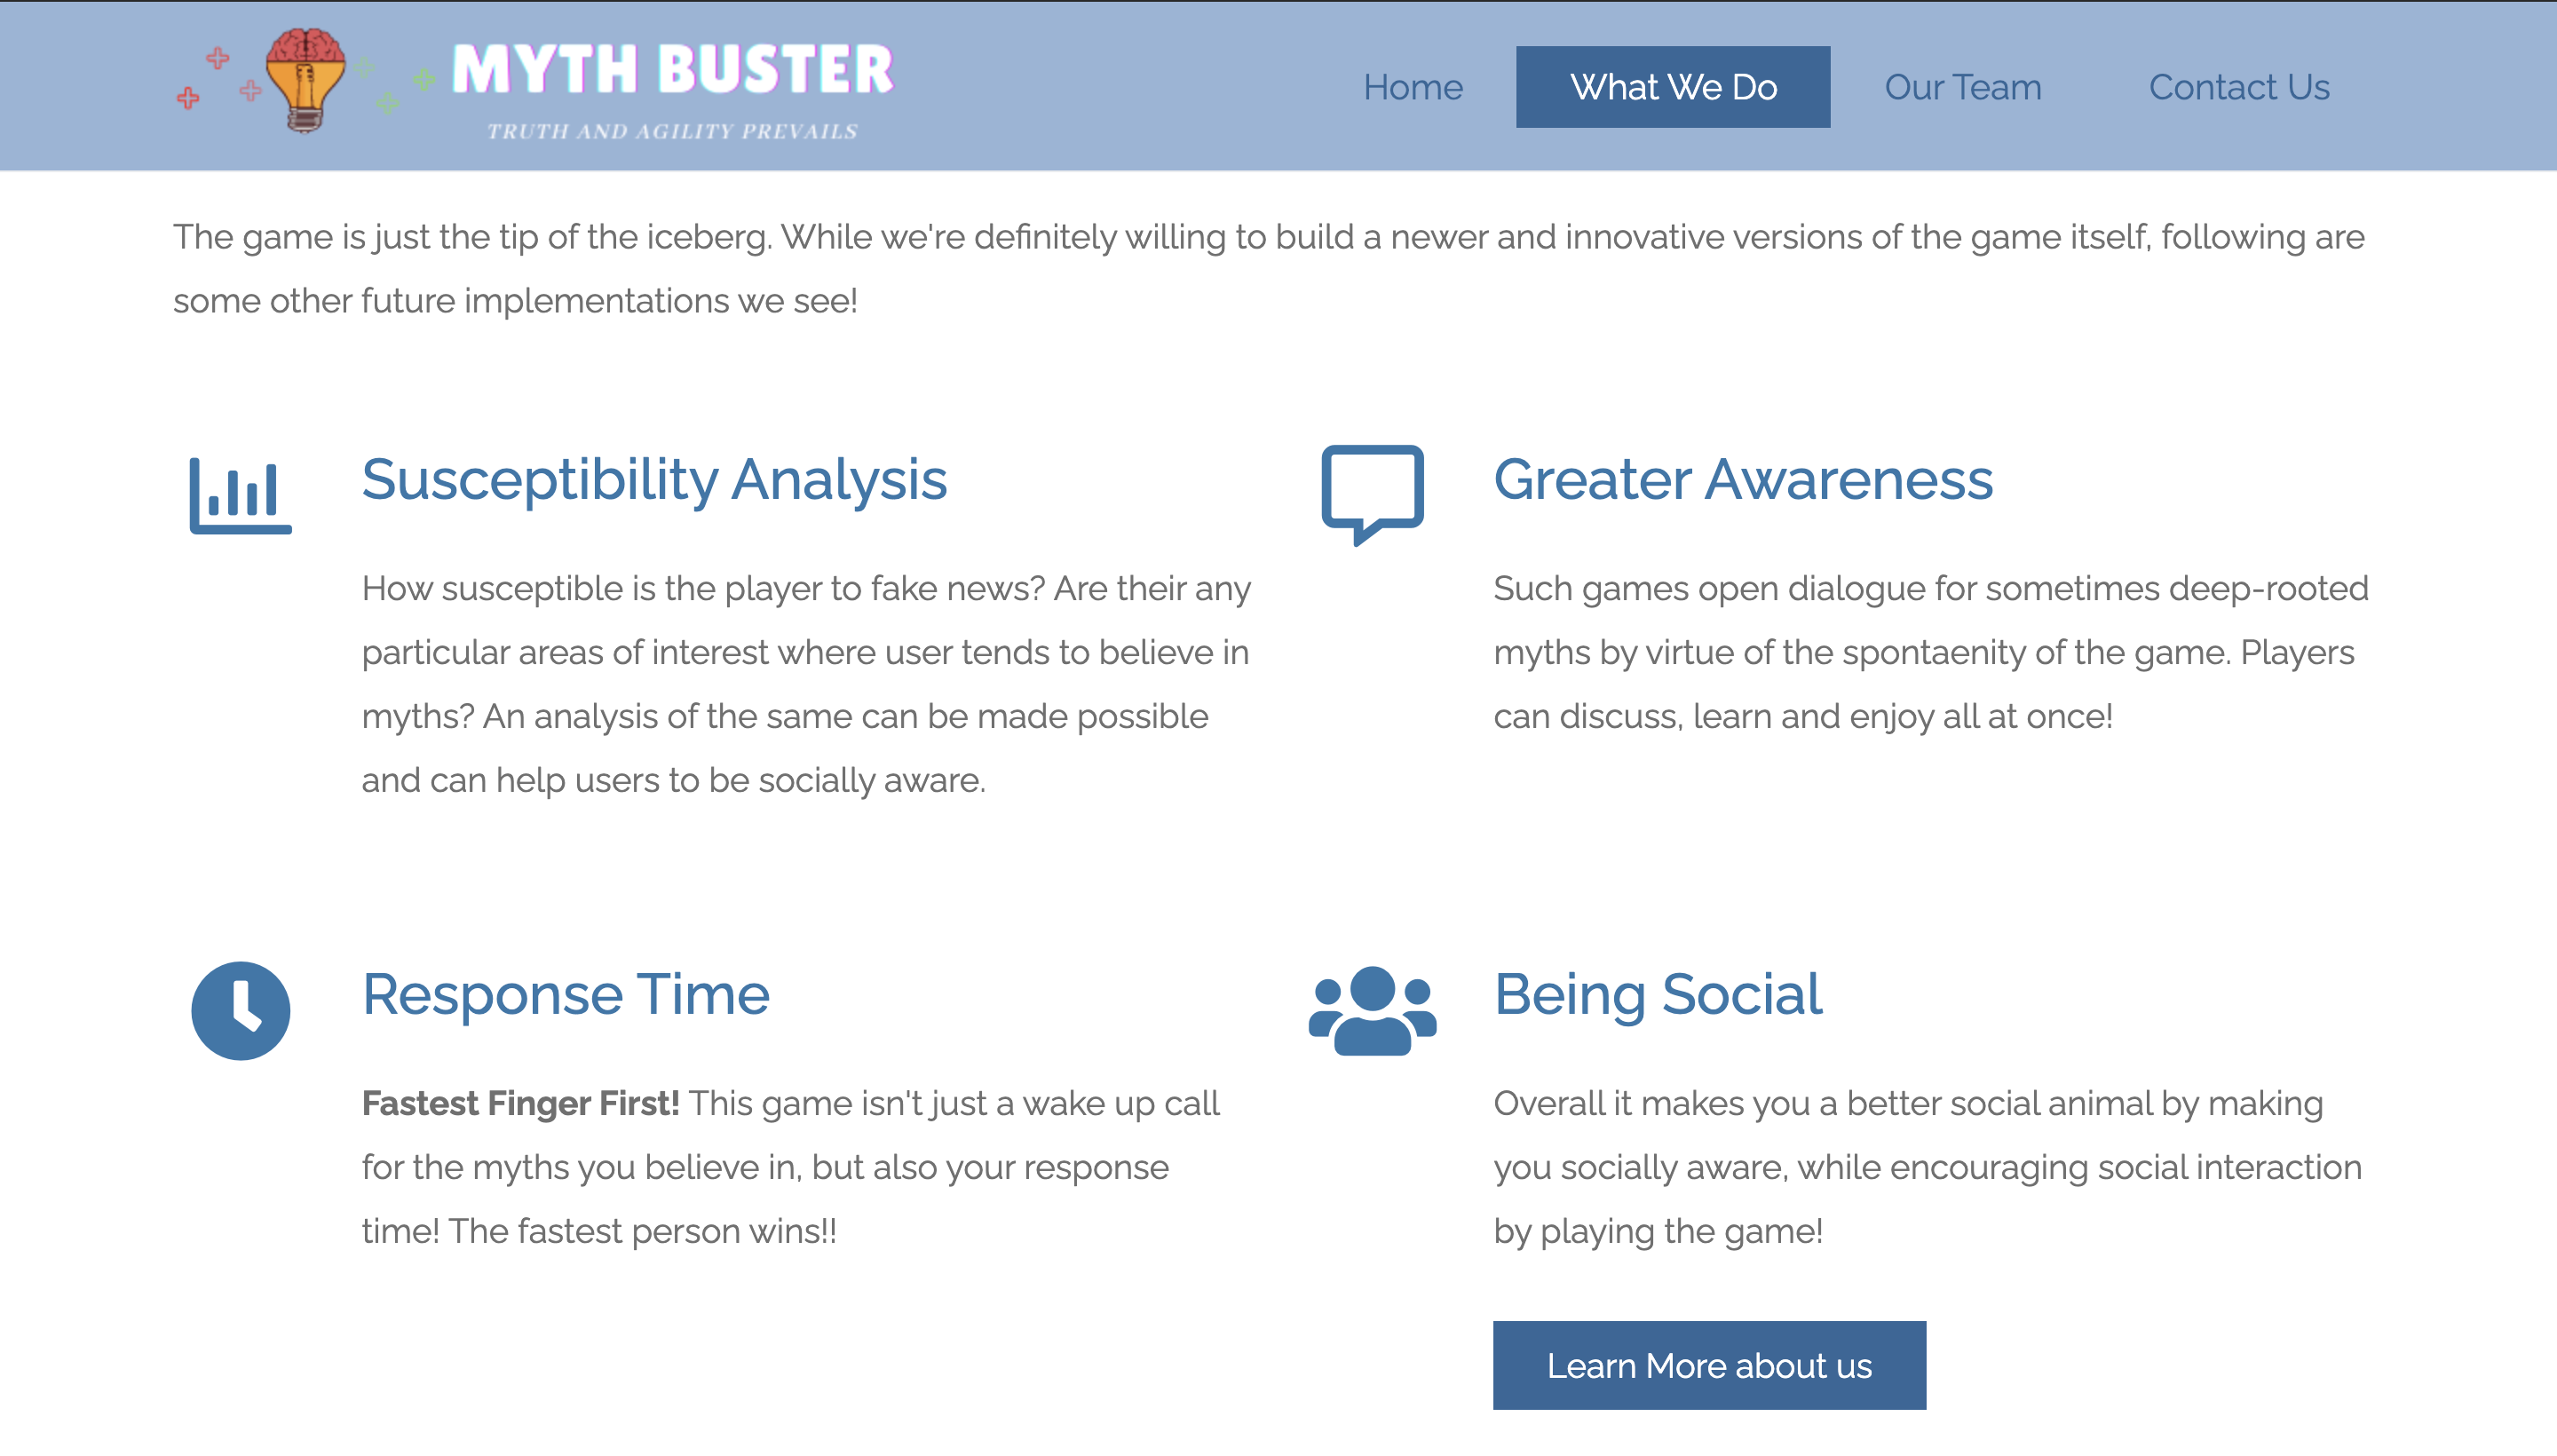 MYTH BUSTER
TRUTH AND AGILITY PREVAILS
Home
What We Do
Our Team
Contact Us
The game is just the tip of the iceberg. While we're definitely willing to build a newer and innovative versions of the game itself, following are
some other future implementations we see!
Susceptibility Analysis
How susceptible is the player to fake news? Are their any
particular areas of interest where user tends to believe in
myths? An analysis of the same can be made possible
and can help users to be socially aware.
Greater Awareness
Such games open dialogue for sometimes deep-rooted
myths by virtue of the spontaenity of the game. Players
can discuss, learn and enjoy all at once!
Response Time
Fastest Finger First! This game isn't just a wake up call
for the myths you believe in, but also your response
time! The fastest person wins!!
Being Social
Overall it makes you a better social animal by making
you socially aware, while encouraging social interaction
by playing the game!
Learn More about us